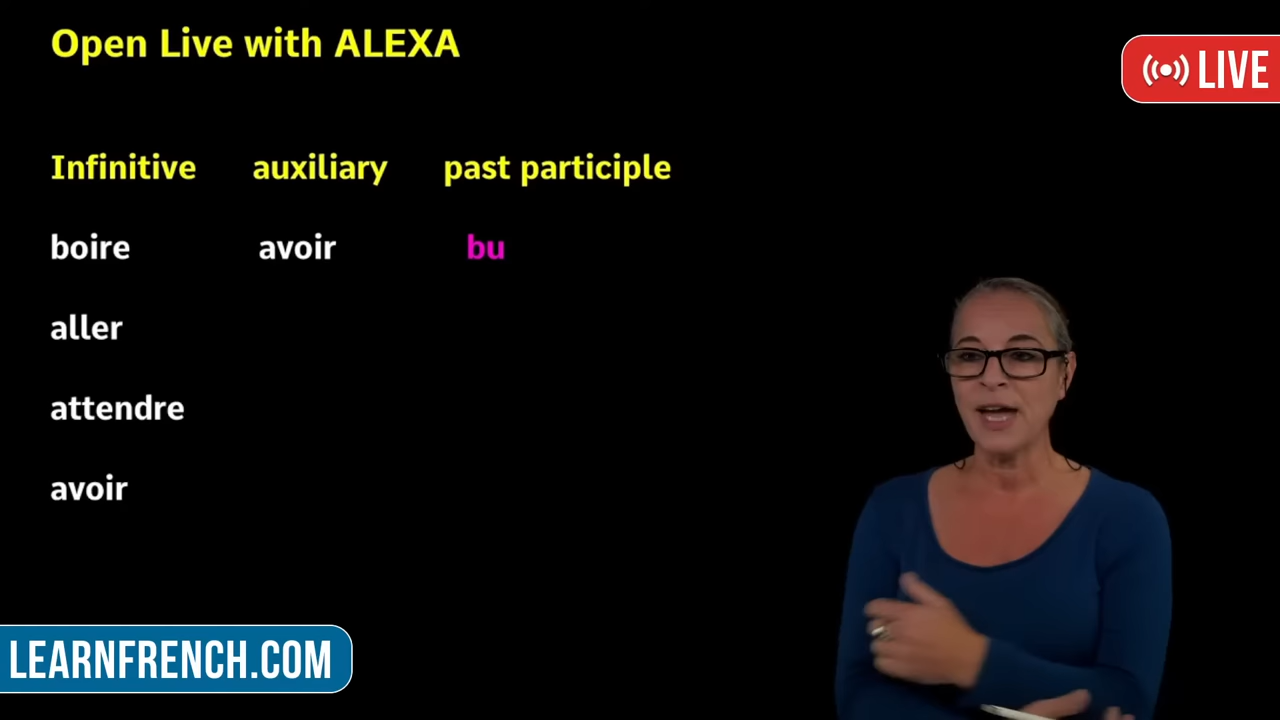 Open Live with ALEXA
LIVE
Infinitive auxiliary past participle
boire avoir bu
aller
attendre
avoir
LEARNFRENCH.COM